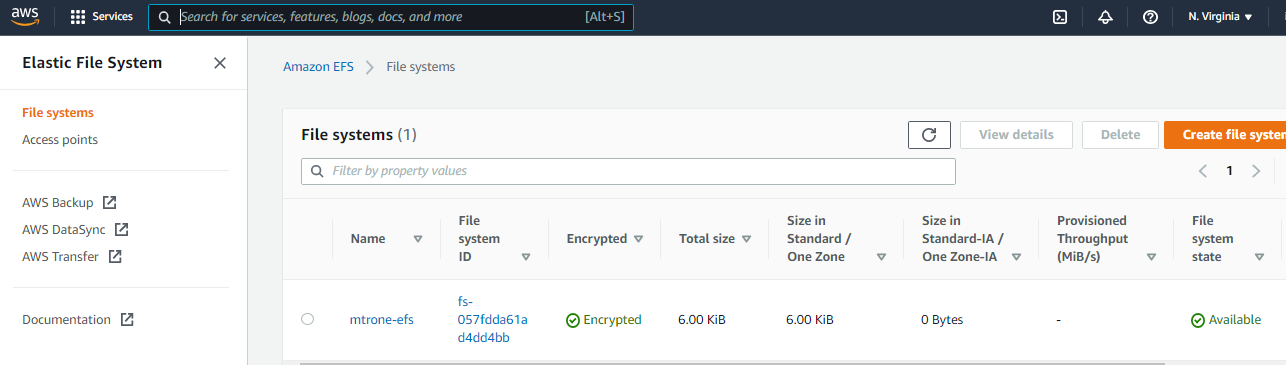 aws Services Search for services, features, blogs, docs, and more [Alt+S] N. Virginia
Elastic File System
File systems
Access points
AWS Backup
AWS DataSync
AWS Transfer
Documentation
Amazon EFS File systems
File systems (1) View details Delete Create file system
Filter by property values 1
Name
File
system
ID
Encrypted
Total size
Size in
Standard /
One Zone
Size in
Standard-IA /
One Zone-IA
Provisioned
Throughput
(MiB/s)
File
system
state
mtrone-efs
fs-
057fdda61a
d4dd4bb
Encrypted
6.00 KiB
6.00 KiB
0 Bytes
-
Available